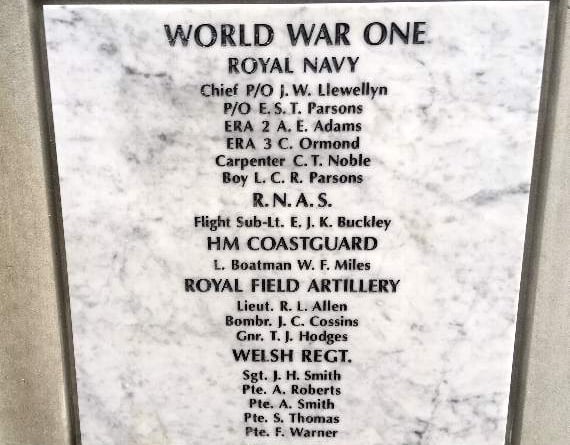 WORLD WAR ONE
ROYAL NAVY
Chief P/O J. W. Llewellyn
P/O E. S. T. Parsons
ERA 2 A. E. Adams
ERA 3 C. Ormond
Carpenter C. T. Noble
Boy L. C. R. Parsons
R. N. A. S.
Flight Sub-Lt. E. J. K. Buckley
HM COASTGUARD
L. Boatman W. F. Miles
ROYAL FIELD ARTILLERY
Lieut. R. L. Allen
Bombr. J. C. Cossins
Gnr. T. J. Hodges
WELSH REGT.
Sgt. J. H. Smith
Pte. A. Roberts
Pte. A. Smith
Pte. S. Thomas
Pte. F. Warner